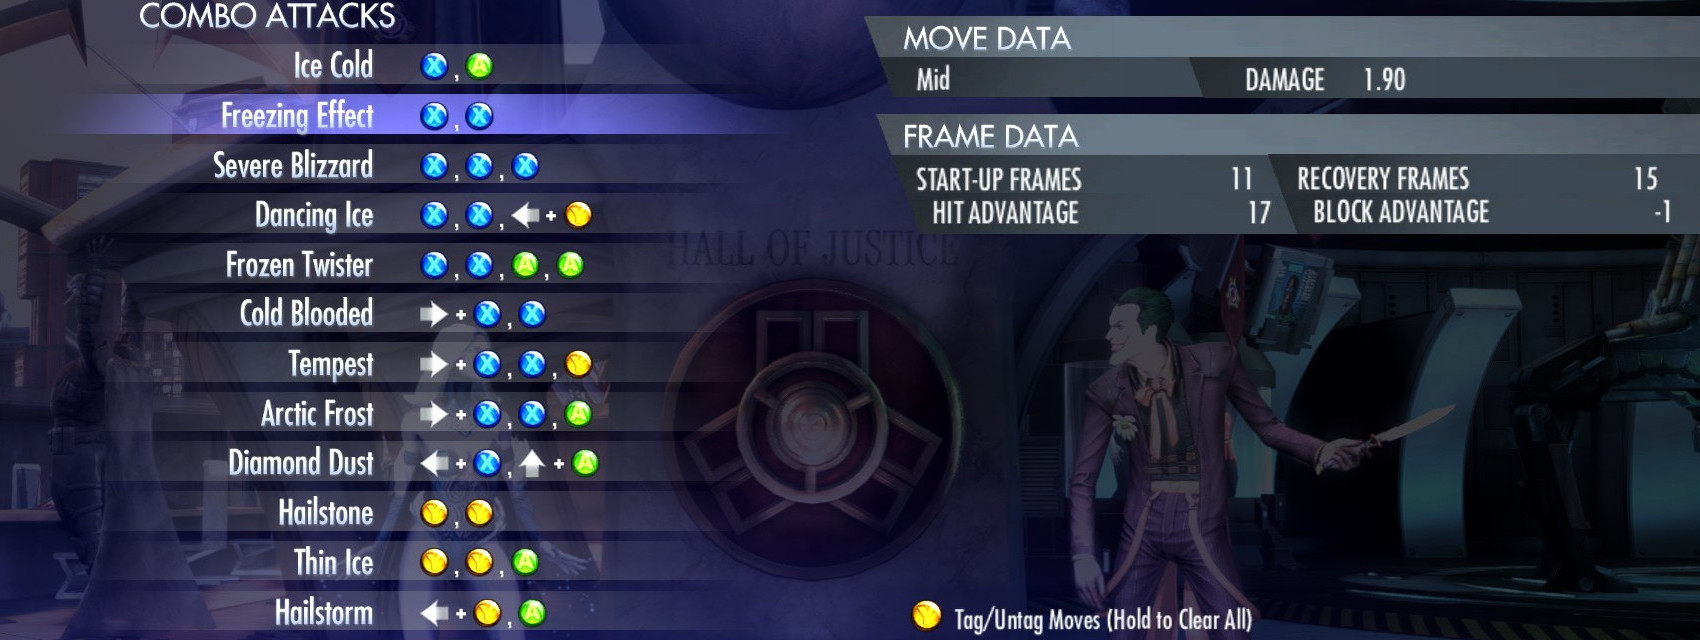 COMBO ATTACKS
Ice Cold X , A
Freezing Effect X , X
Severe Blizzard X , X , X
Dancing Ice X , X , + Y
Frozen Twister X , X , A , A
Cold Blooded + X , X
Tempest + X , X , Y
Arctic Frost + X , X , A
Diamond Dust + X , + A
Hailstone Y , Y
Thin Ice Y , Y , A
Hailstorm + Y , A
MOVE DATA
Mid DAMAGE 1.90
FRAME DATA
START-UP FRAMES 11 RECOVERY FRAMES 15
HIT ADVANTAGE 17 BLOCK ADVANTAGE -1
HALL OF JUSTICE
Y Tag/Untag Moves (Hold to Clear All)